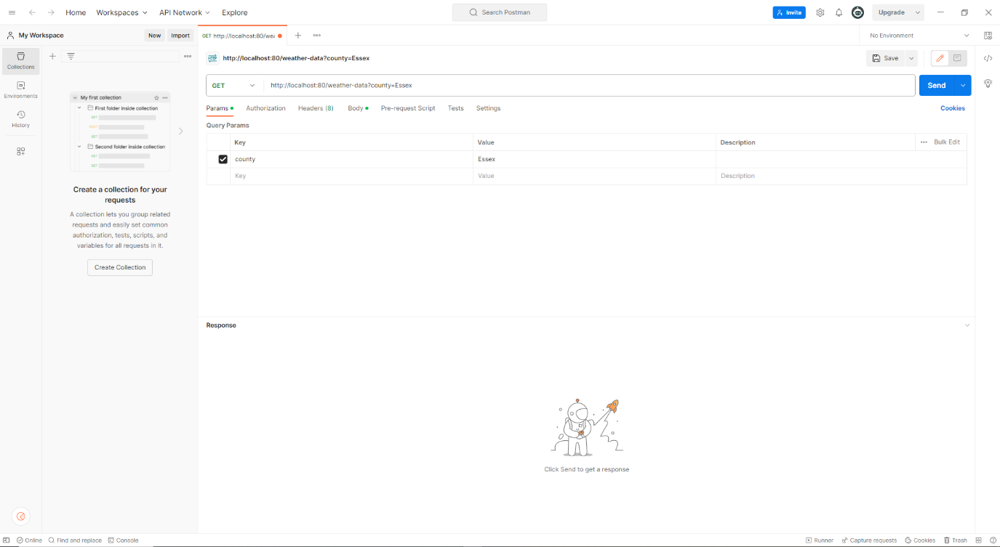 Home Workspaces API Network Explore Search Postman Invite Upgrade
My Workspace New Import GET http://localhost:80/wea No Environment
Collections
Environments
History
My first collection
First folder inside collection
GET
GET
Second folder inside collection
GET
GET
Create a collection for your
requests
A collection lets you group related
requests and easily set common
authorization, tests, scripts, and
variables for all requests in it.
Create Collection
HTTP http://localhost:80/weather-data?county=Essex Save
GET http://localhost:80/weather-data?county=Essex Send
Params Authorization Headers (8) Body Pre-request Script Tests Settings Cookies
Query Params
Key Value Description Bulk Edit
county Essex
Key Value Description
Response
Click Send to get a response
Online Find and replace Console Runner Capture requests Cookies Trash